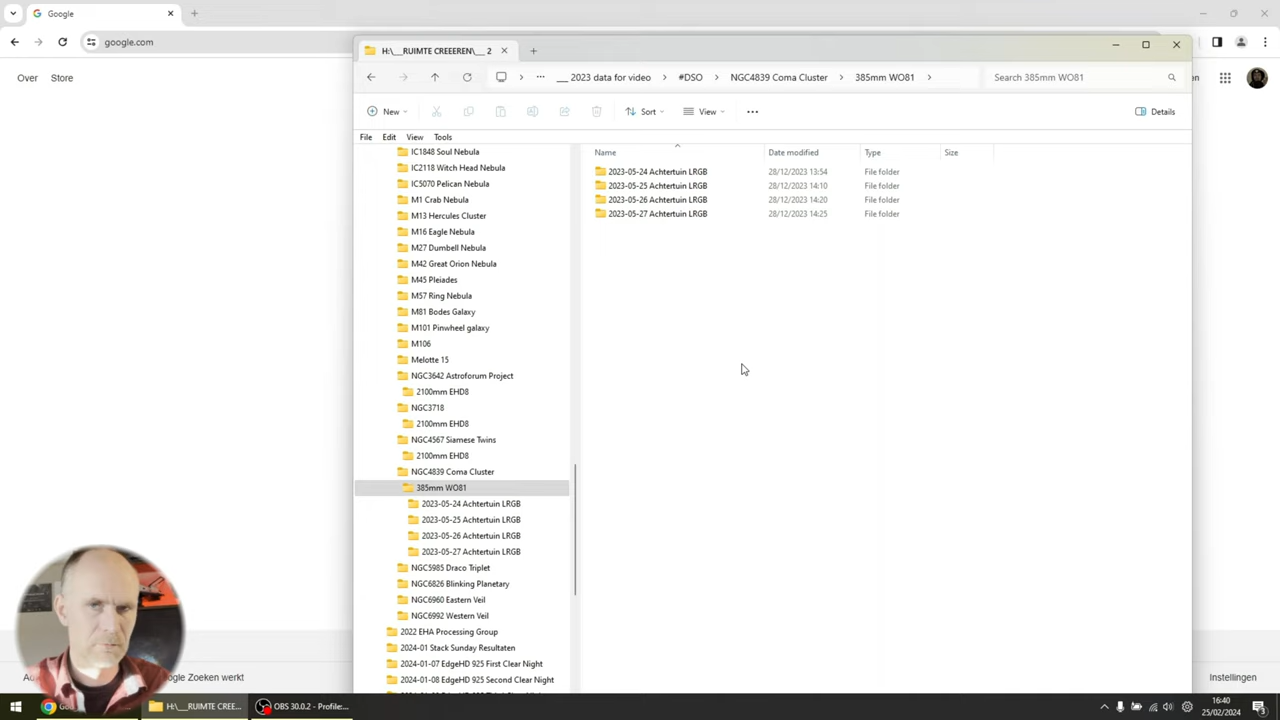 Google
google.com
Over
Store
H:\__RUIMTE CREEEREN\__ 2
___ 2023 data for video
#DSO
NGC4839 Coma Cluster
385mm WO81
Search 385mm WO81
New
Sort
View
Details
File
Edit
View
Tools
Name
Date modified
Type
Size
2023-05-24 Achtertuin LRGB
28/12/2023 13:54
File folder
2023-05-25 Achtertuin LRGB
28/12/2023 14:10
File folder
2023-05-26 Achtertuin LRGB
28/12/2023 14:20
File folder
2023-05-27 Achtertuin LRGB
28/12/2023 14:25
File folder
IC1848 Soul Nebula
IC2118 Witch Head Nebula
IC5070 Pelican Nebula
M1 Crab Nebula
M13 Hercules Cluster
M16 Eagle Nebula
M27 Dumbell Nebula
M42 Great Orion Nebula
M45 Pleiades
M57 Ring Nebula
M81 Bodes Galaxy
M101 Pinwheel galaxy
M106
Melotte 15
NGC3642 Astroforum Project
2100mm EHD8
NGC3718
2100mm EHD8
NGC4567 Siamese Twins
2100mm EHD8
NGC4839 Coma Cluster
385mm WO81
2023-05-24 Achtertuin LRGB
2023-05-25 Achtertuin LRGB
2023-05-26 Achtertuin LRGB
2023-05-27 Achtertuin LRGB
NGC5985 Draco Triplet
NGC6826 Blinking Planetary
NGC6960 Eastern Veil
NGC6992 Western Veil
2022 EHA Processing Group
2024-01 Stack Sunday Resultaten
2024-01-07 EdgeHD 925 First Clear Night
2024-01-08 EdgeHD 925 Second Clear Night
Zoeken werkt
Instellingen
H:\__RUIMTE CREE...
OBS 30.0.2 - Profile:...
16:40
25/02/2024